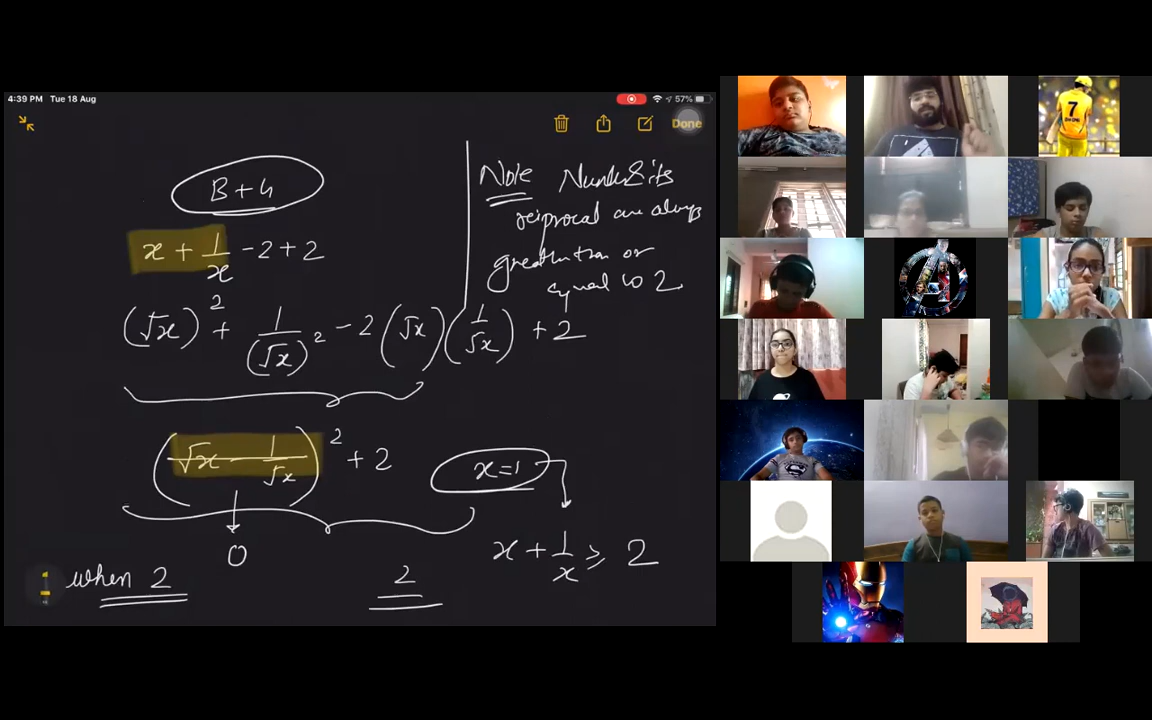 4:39 PM Tue 18 Aug
57%
Done
B + 4
x + 1/x - 2 + 2
(√x)² + 1/(√x)² - 2(√x)(1/√x) + 2
(√x - 1/√x)² + 2
0
when 2
2
x = 1
x + 1/x ≥ 2
Note Number & its
reciprocal are always
greater than or
equal to 2
7